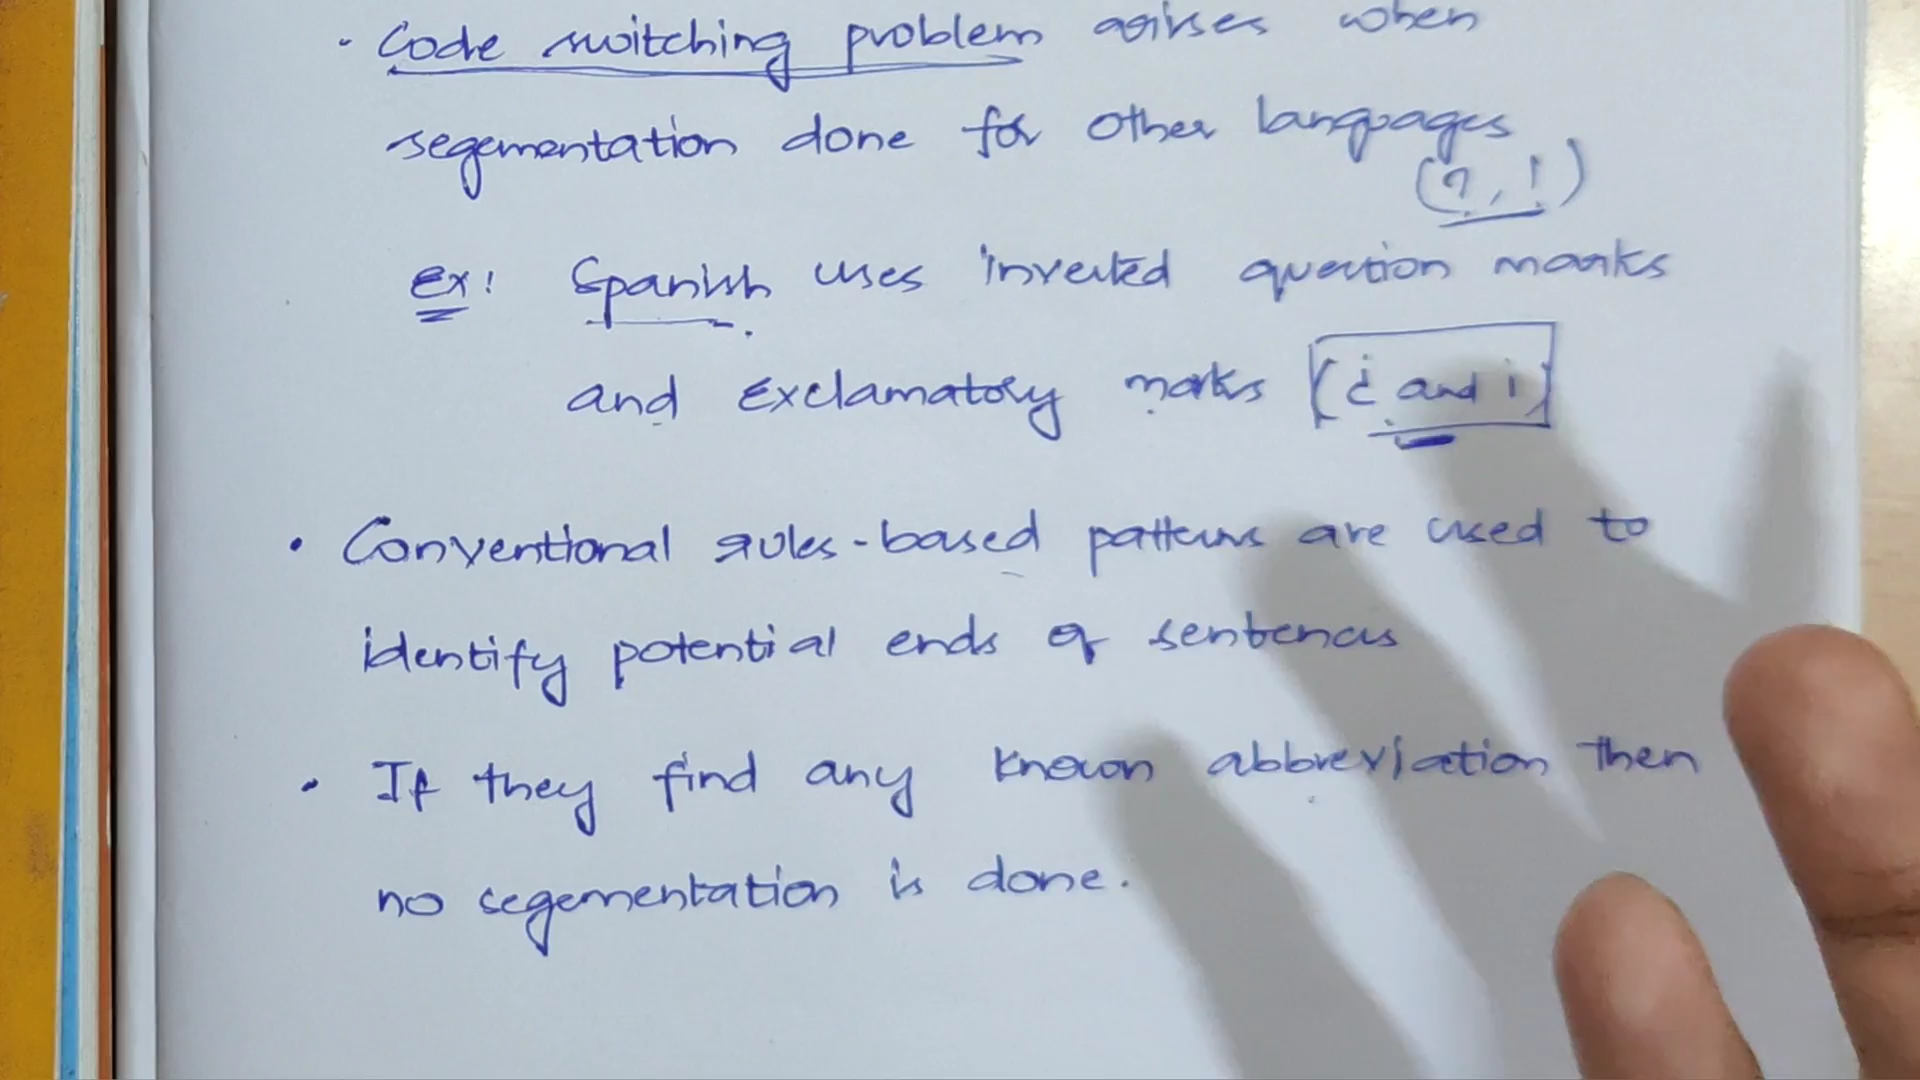 · Code switching problem arises when
segementation done for other languages
(?, !)
ex: Spanish uses inverted question marks
and Exclamatory marks (¿ and ¡)
• Conventional rules-based patterns are used to
identify potential ends of sentences
• If they find any known abbreviation then
no segementation is done.